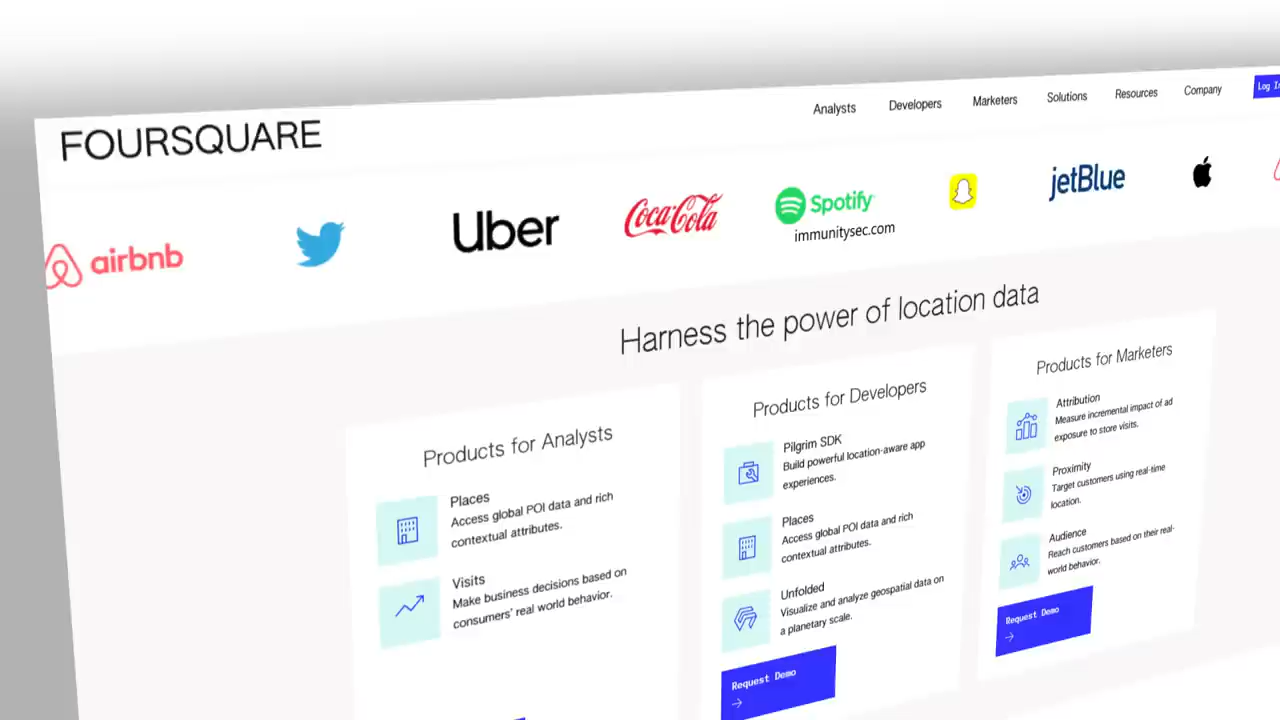 FOURSQUARE
Analysts
Developers
Marketers
Solutions
Resources
Company
Log In
airbnb
Uber
Coca-Cola
Spotify
jetBlue
immunitysec.com
Harness the power of location data
Products for Analysts
Places
Access global POI data and rich
contextual attributes.
Visits
Make business decisions based on
consumers' real world behavior.
Products for Developers
Pilgrim SDK
Build powerful location-aware app
experiences.
Places
Access global POI data and rich
contextual attributes.
Unfolded
Visualize and analyze geospatial data on
a planetary scale.
Request Demo
Products for Marketers
Attribution
Measure incremental impact of ad
exposure to store visits.
Proximity
Target customers using real-time
location.
Audience
Reach customers based on their real-
world behavior.
Request Demo